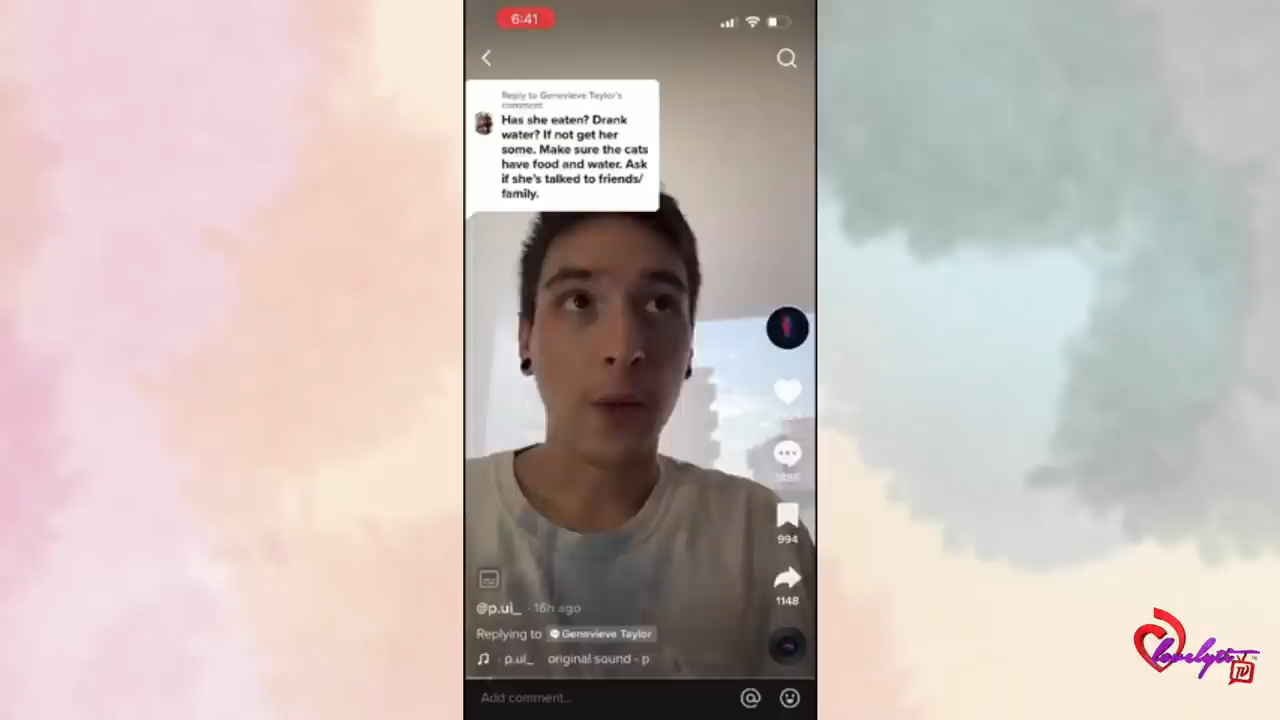 6:41
Reply to Genevieve Taylor's
comment
Has she eaten? Drank
water? If not get her
some. Make sure the cats
have food and water. Ask
if she's talked to friends/
family.
994
1148
@p.ui_ · 16h ago
Replying to Genevieve Taylor
· p.ui_ original sound - p
Add comment...
lovelyti
TV